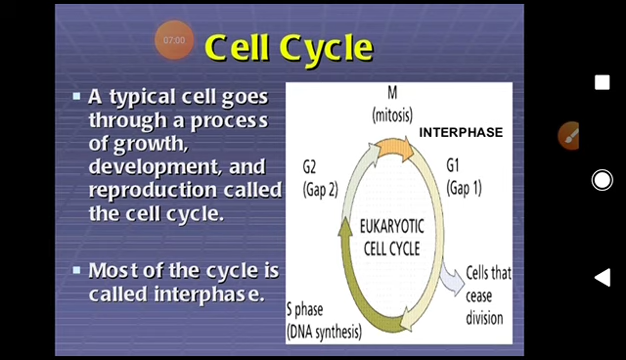 07:00
Cell Cycle
A typical cell goes
through a process
of growth,
development, and
reproduction called
the cell cycle.
Most of the cycle is
called interphase.
M
(mitosis)
INTERPHASE
G2
(Gap 2)
G1
(Gap 1)
EUKARYOTIC
CELL CYCLE
Cells that
cease
division
S phase
(DNA synthesis)